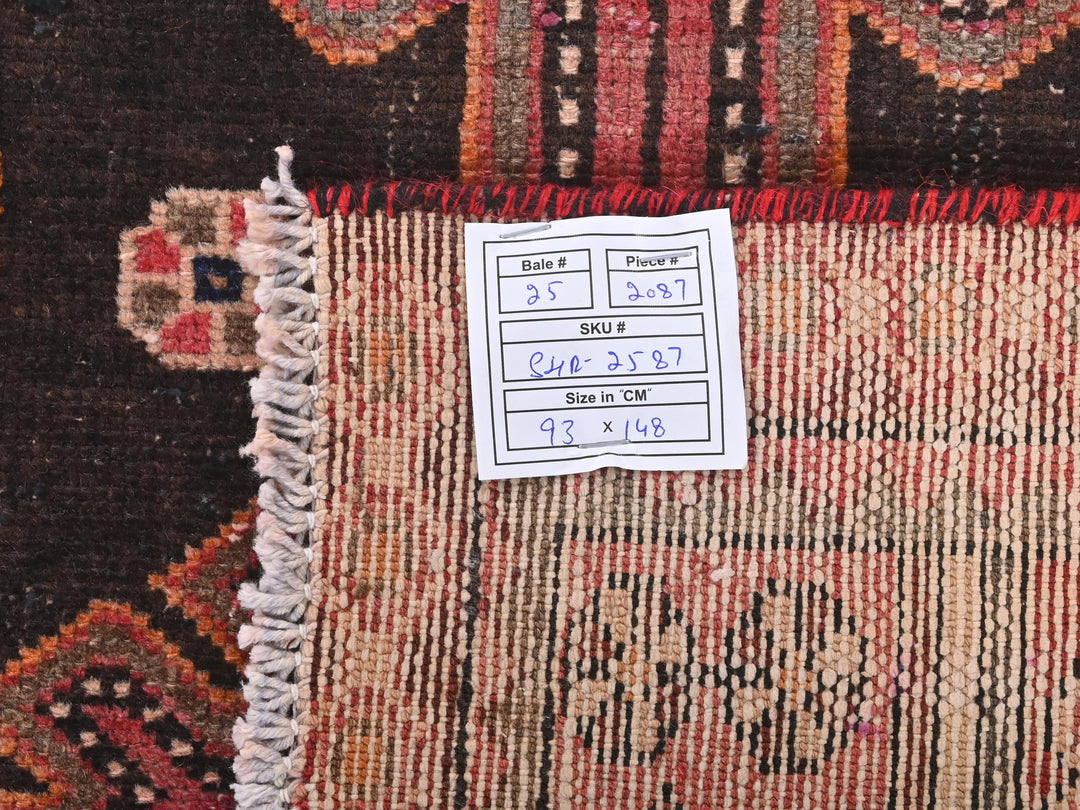 Bale # Piece #
25 2087
SKU #
SHR-2587
Size in "CM"
93 x 148